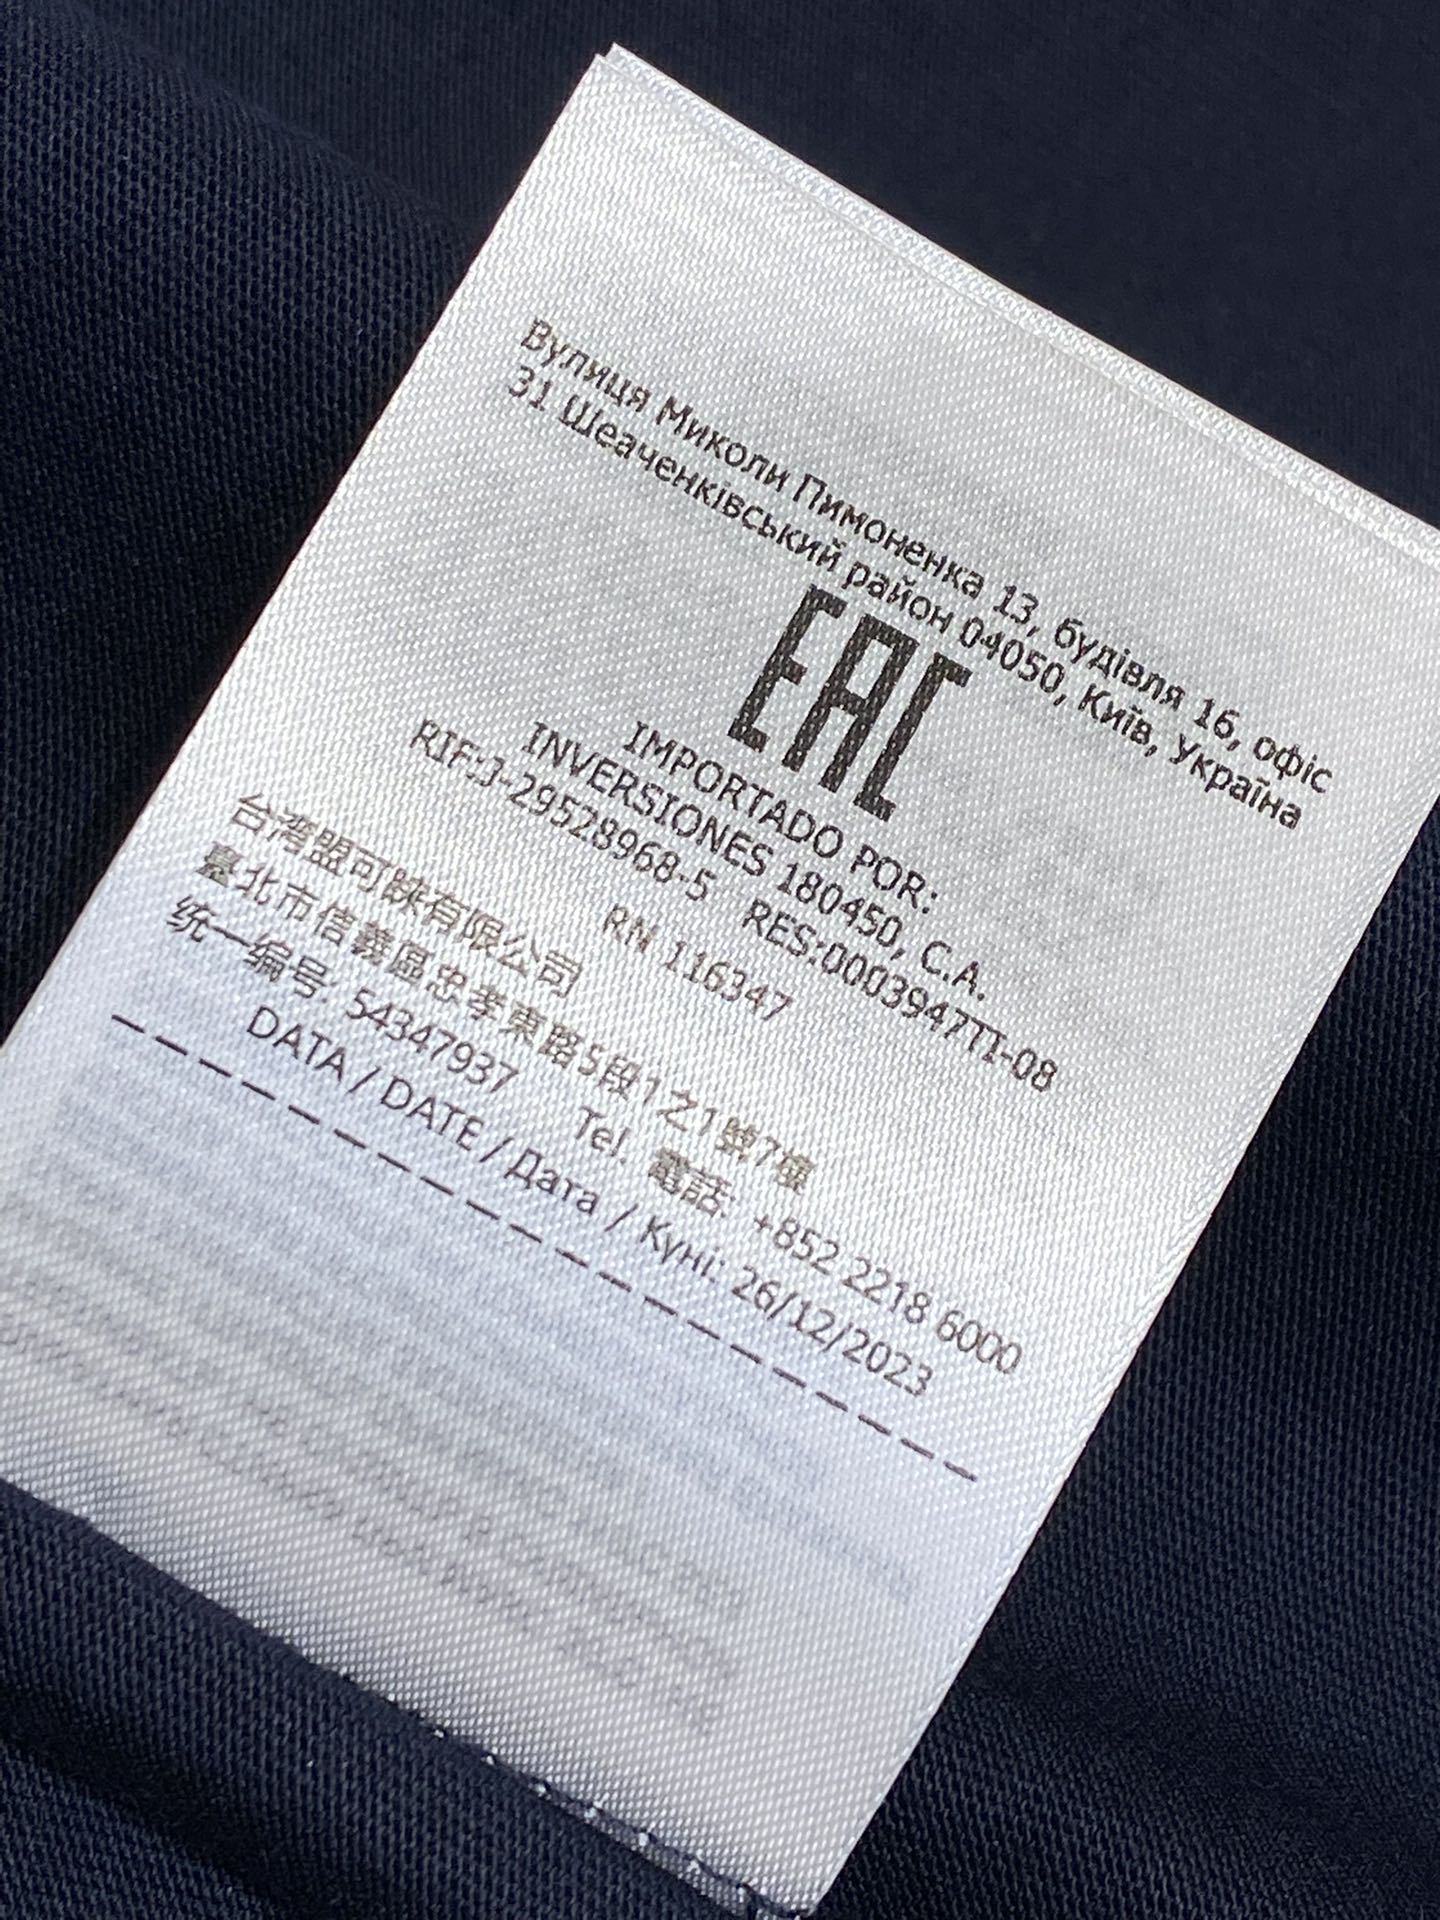 Вулиця Миколи Пимоненка 13, будівля 16, офіс
31 Шеаченківський район 04050, Київ, Україна
EAC
IMPORTADO POR:
INVERSIONES 180450, C.A.
RIF:J-29528968-5 RES:0003947TI-08
RN 116347
台湾盟可睐有限公司
臺北市信義區忠孝東路5段1之1號7樓
统一编号: 54347937 Tel. 電話: +852 2218 6000
DATA / DATE / Дата / Куні: 26/12/2023